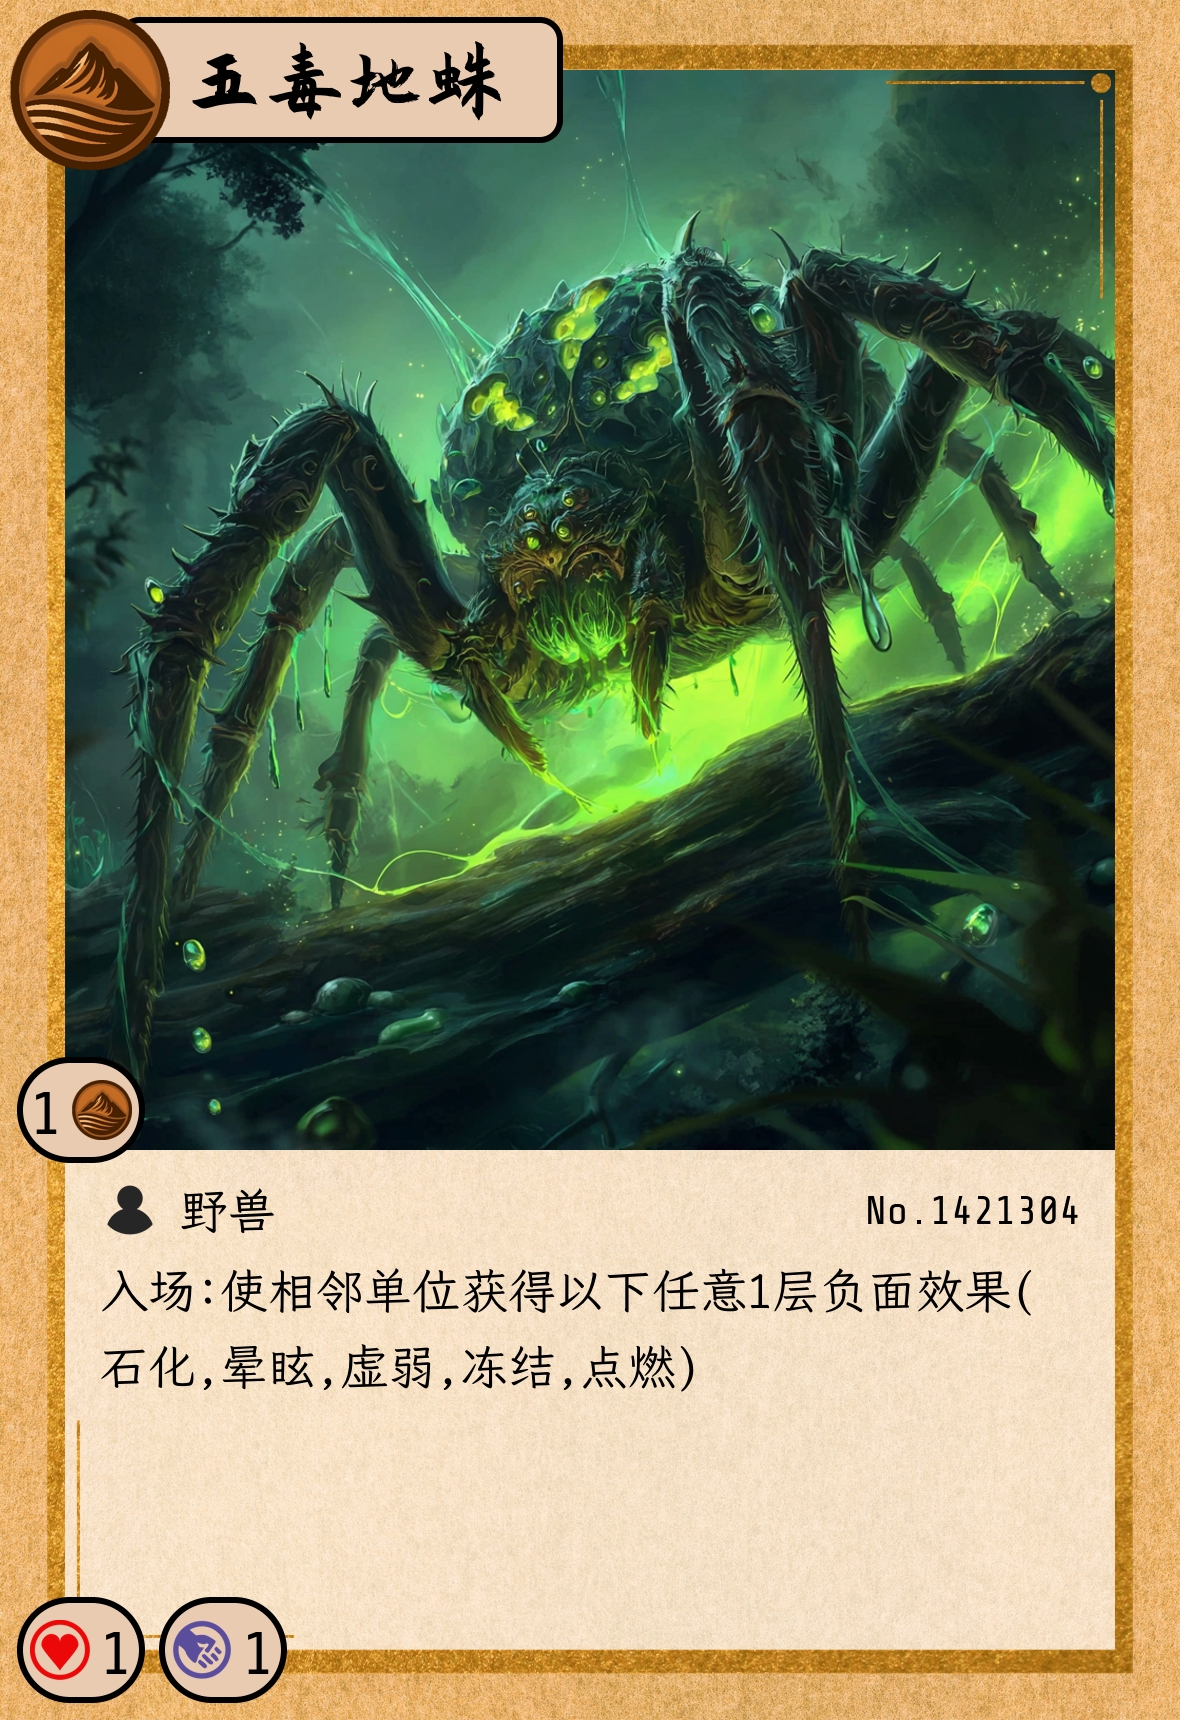 五毒地蛛
1
野兽
No.1421304
入场:使相邻单位获得以下任意1层负面效果(
石化,晕眩,虚弱,冻结,点燃)
1
1